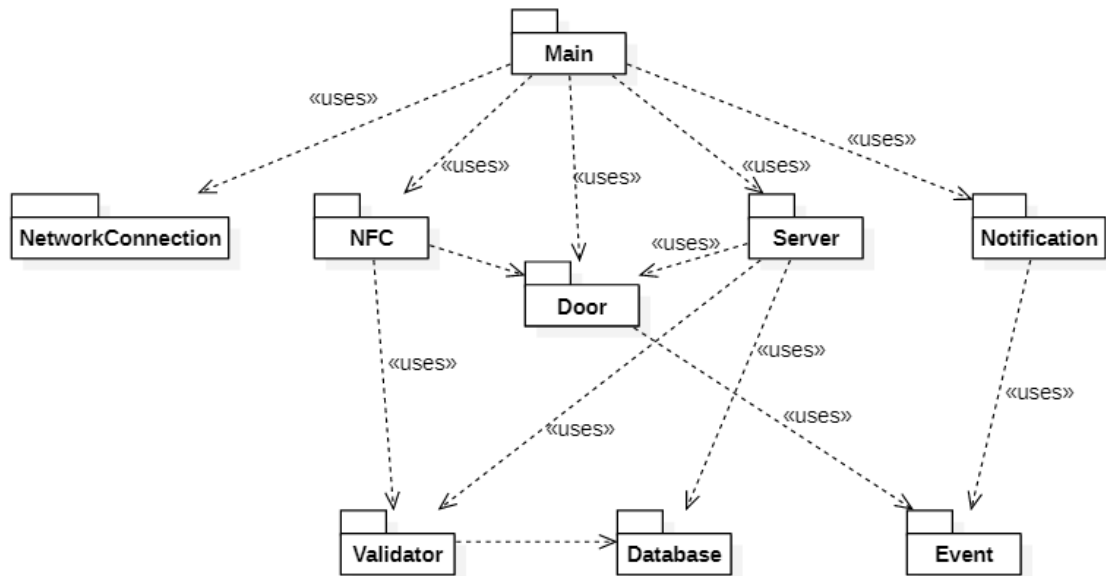 Main
«uses»
«uses»
«uses»
«uses»
«uses»
NetworkConnection
NFC
Server
Notification
«uses»
Door
«uses»
«uses»
«uses»
«uses»
«uses»
Validator
Database
Event